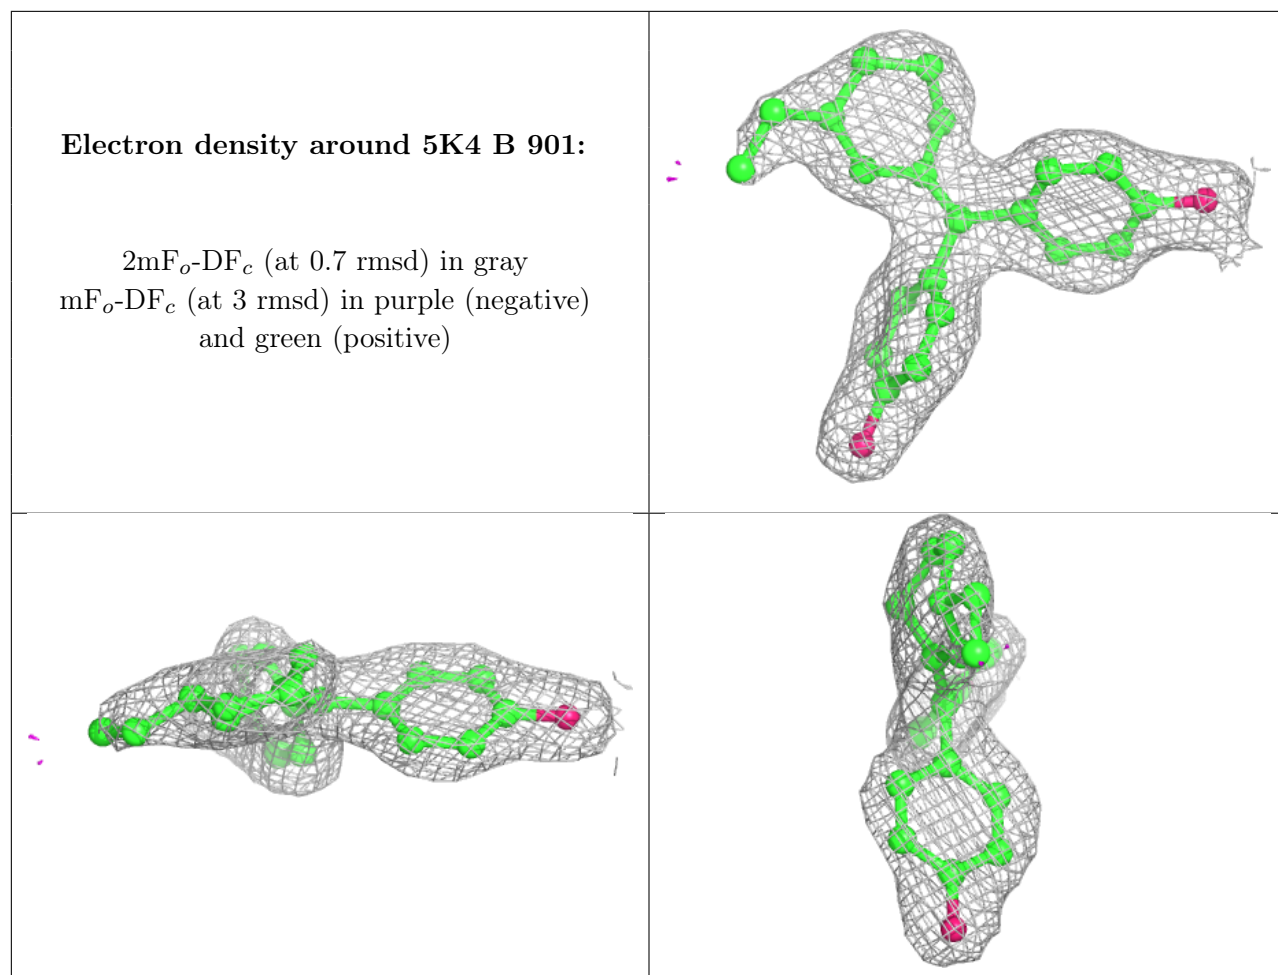 Electron density around 5K4 B 901:
2mFo-DFc (at 0.7 rmsd) in gray
mFo-DFc (at 3 rmsd) in purple (negative)
and green (positive)